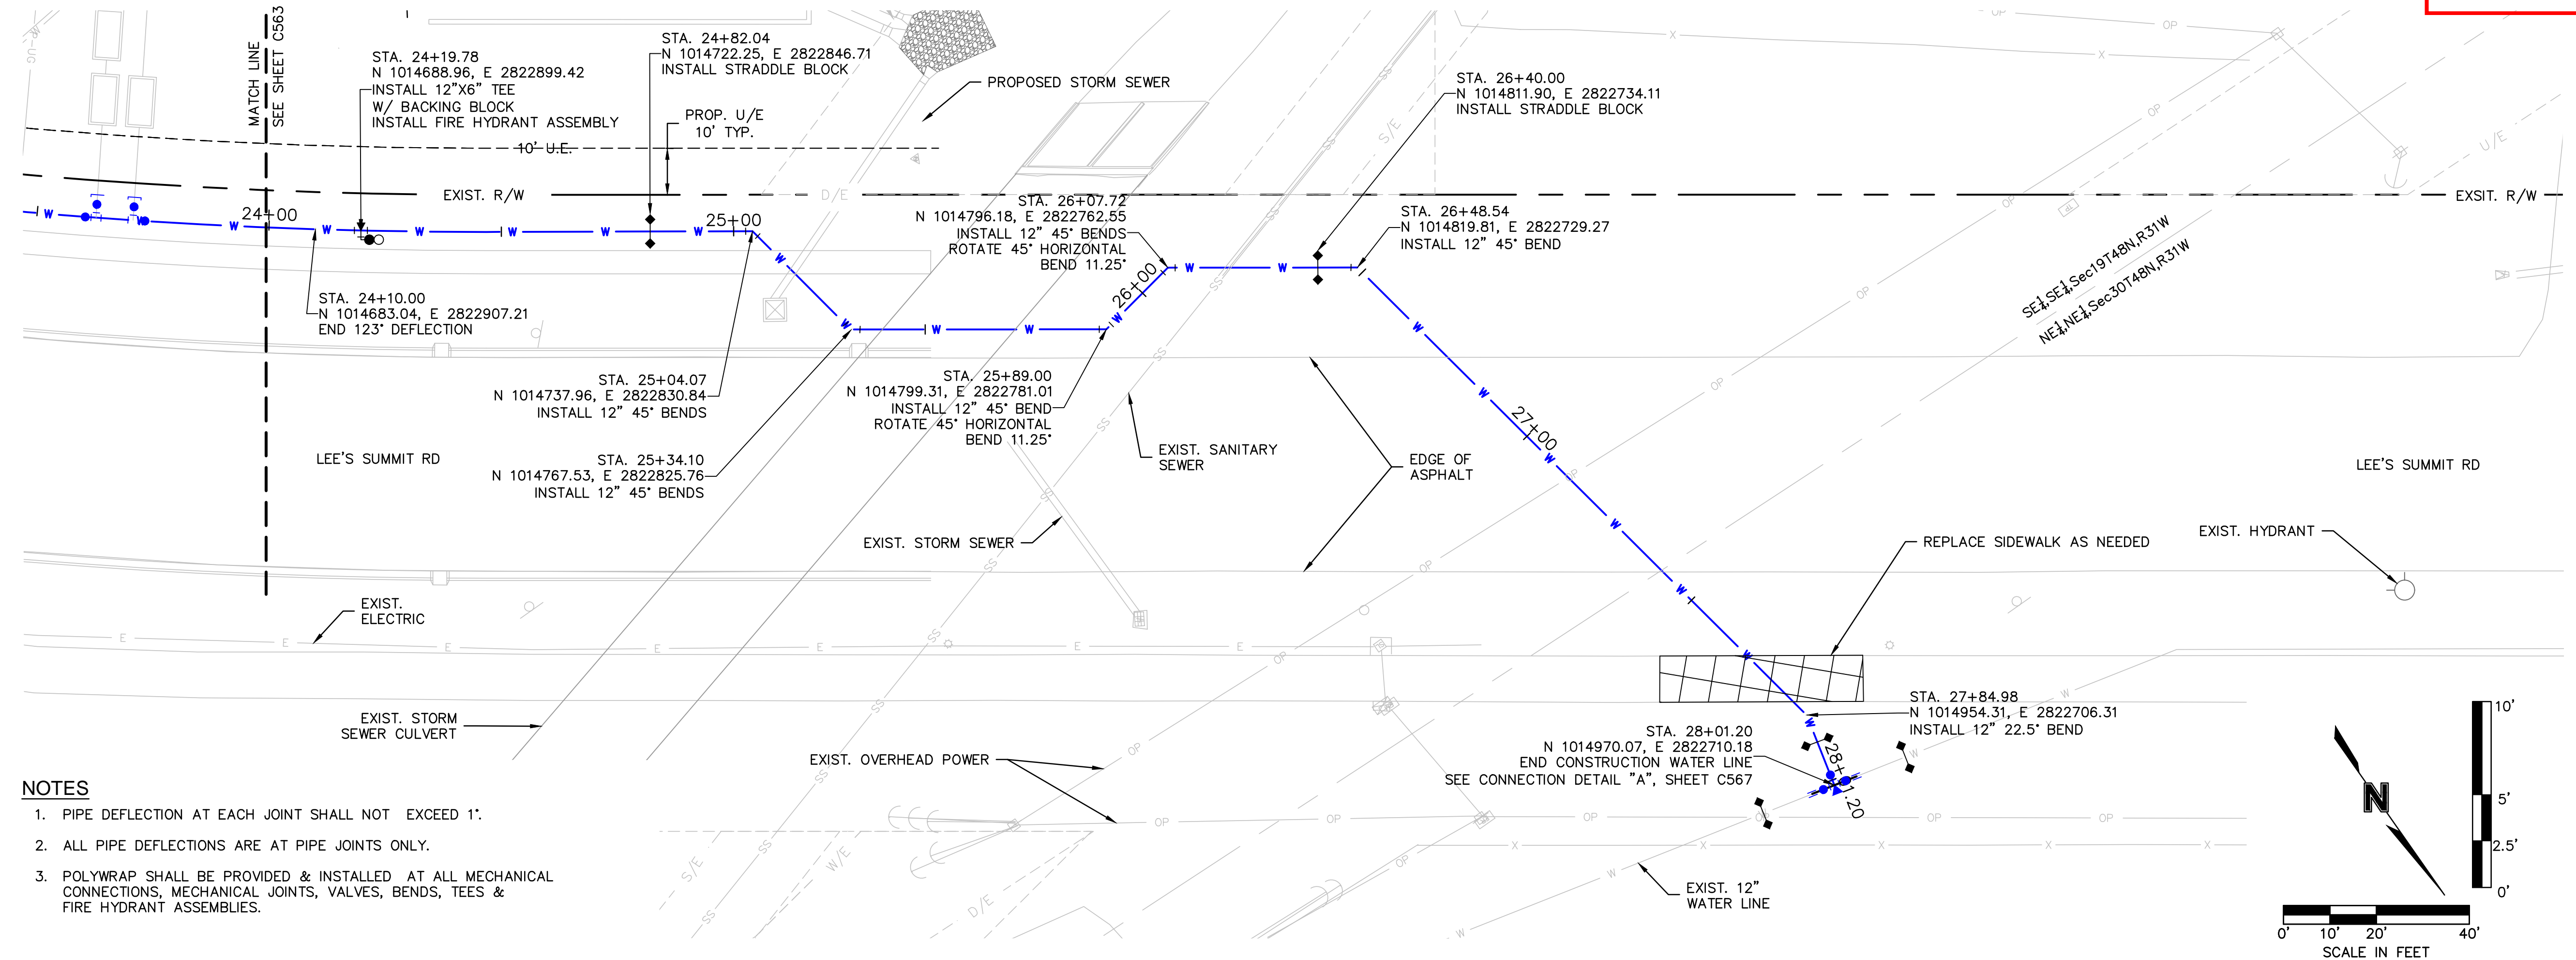 MATCH LINE
SEE SHEET C563
STA. 24+19.78
N 1014688.96, E 2822899.42
INSTALL 12"X6" TEE
W/ BACKING BLOCK
INSTALL FIRE HYDRANT ASSEMBLY
STA. 24+82.04
N 1014722.25, E 2822846.71
INSTALL STRADDLE BLOCK
PROP. U/E
10' TYP.
PROPOSED STORM SEWER
STA. 26+40.00
N 1014811.90, E 2822734.11
INSTALL STRADDLE BLOCK
10' U.E.
EXIST. R/W
D/E
S/E
U/E
EXSIT. R/W
24+00
25+00
STA. 26+07.72
N 1014796.18, E 2822762.55
INSTALL 12" 45° BENDS
ROTATE 45° HORIZONTAL
BEND 11.25°
STA. 26+48.54
N 1014819.81, E 2822729.27
INSTALL 12" 45° BEND
26+00
SE¼,SE¼,Sec19T48N,R31W
NE¼,NE¼,Sec30T48N,R31W
STA. 24+10.00
N 1014683.04, E 2822907.21
END 123° DEFLECTION
STA. 25+04.07
N 1014737.96, E 2822830.84
INSTALL 12" 45° BENDS
STA. 25+89.00
N 1014799.31, E 2822781.01
INSTALL 12" 45° BEND
ROTATE 45° HORIZONTAL
BEND 11.25°
27+00
LEE'S SUMMIT RD
STA. 25+34.10
N 1014767.53, E 2822825.76
INSTALL 12" 45° BENDS
EXIST. SANITARY
SEWER
EDGE OF
ASPHALT
LEE'S SUMMIT RD
EXIST. STORM SEWER
REPLACE SIDEWALK AS NEEDED
EXIST. HYDRANT
EXIST.
ELECTRIC
EXIST. STORM
SEWER CULVERT
EXIST. OVERHEAD POWER
STA. 27+84.98
N 1014954.31, E 2822706.31
INSTALL 12" 22.5° BEND
STA. 28+01.20
N 1014970.07, E 2822710.18
END CONSTRUCTION WATER LINE
SEE CONNECTION DETAIL "A", SHEET C567
S/E
W/E
D/E
EXIST. 12"
WATER LINE
NOTES
1. PIPE DEFLECTION AT EACH JOINT SHALL NOT EXCEED 1°.
2. ALL PIPE DEFLECTIONS ARE AT PIPE JOINTS ONLY.
3. POLYWRAP SHALL BE PROVIDED & INSTALLED AT ALL MECHANICAL
CONNECTIONS, MECHANICAL JOINTS, VALVES, BENDS, TEES &
FIRE HYDRANT ASSEMBLIES.
N
10'
5'
2.5'
0'
0' 10' 20' 40'
SCALE IN FEET